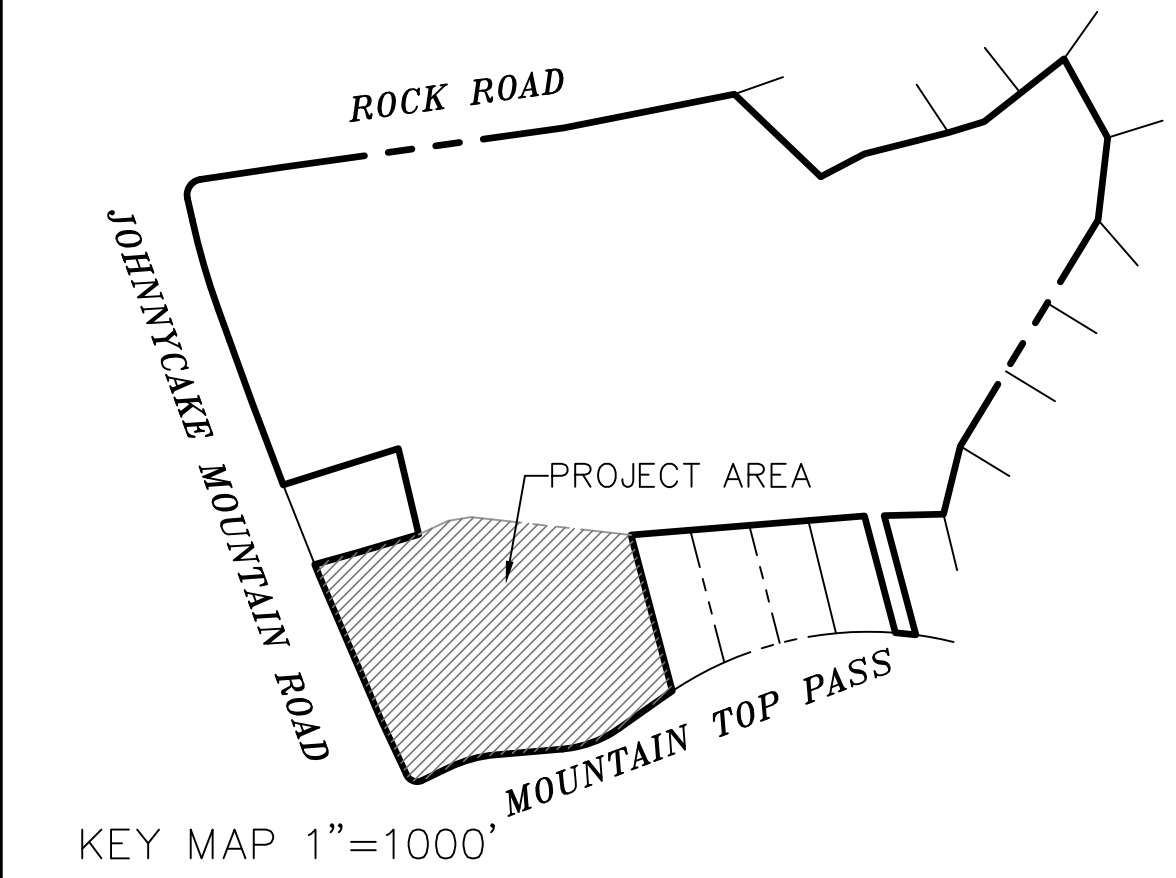 ROCK ROAD
JOHNNYCAKE MOUNTAIN ROAD
PROJECT AREA
MOUNTAIN TOP PASS
KEY MAP 1"=1000'